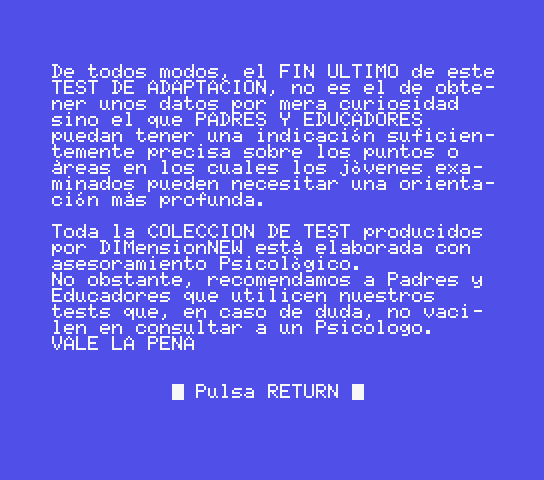 De todos modos, el FIN ULTIMO de este
TEST DE ADAPTACION, no es el de obte-
ner unos datos por mera curiosidad
sino el que PADRES Y EDUCADORES
puedan tener una indicación suficien-
temente precisa sobre los puntos o
áreas en los cuales los jòvenes exa-
minados pueden necesitar una orienta-
ción màs profunda.
Toda la COLECCION DE TEST producidos
por DIMensionNEW està elaborada con
asesoramiento Psicològico.
No obstante, recomendamos a Padres y
Educadores que utilicen nuestros
tests que, en caso de duda, no vaci-
len en consultar a un Psicòlogo.
VALE LA PENA
Pulsa RETURN